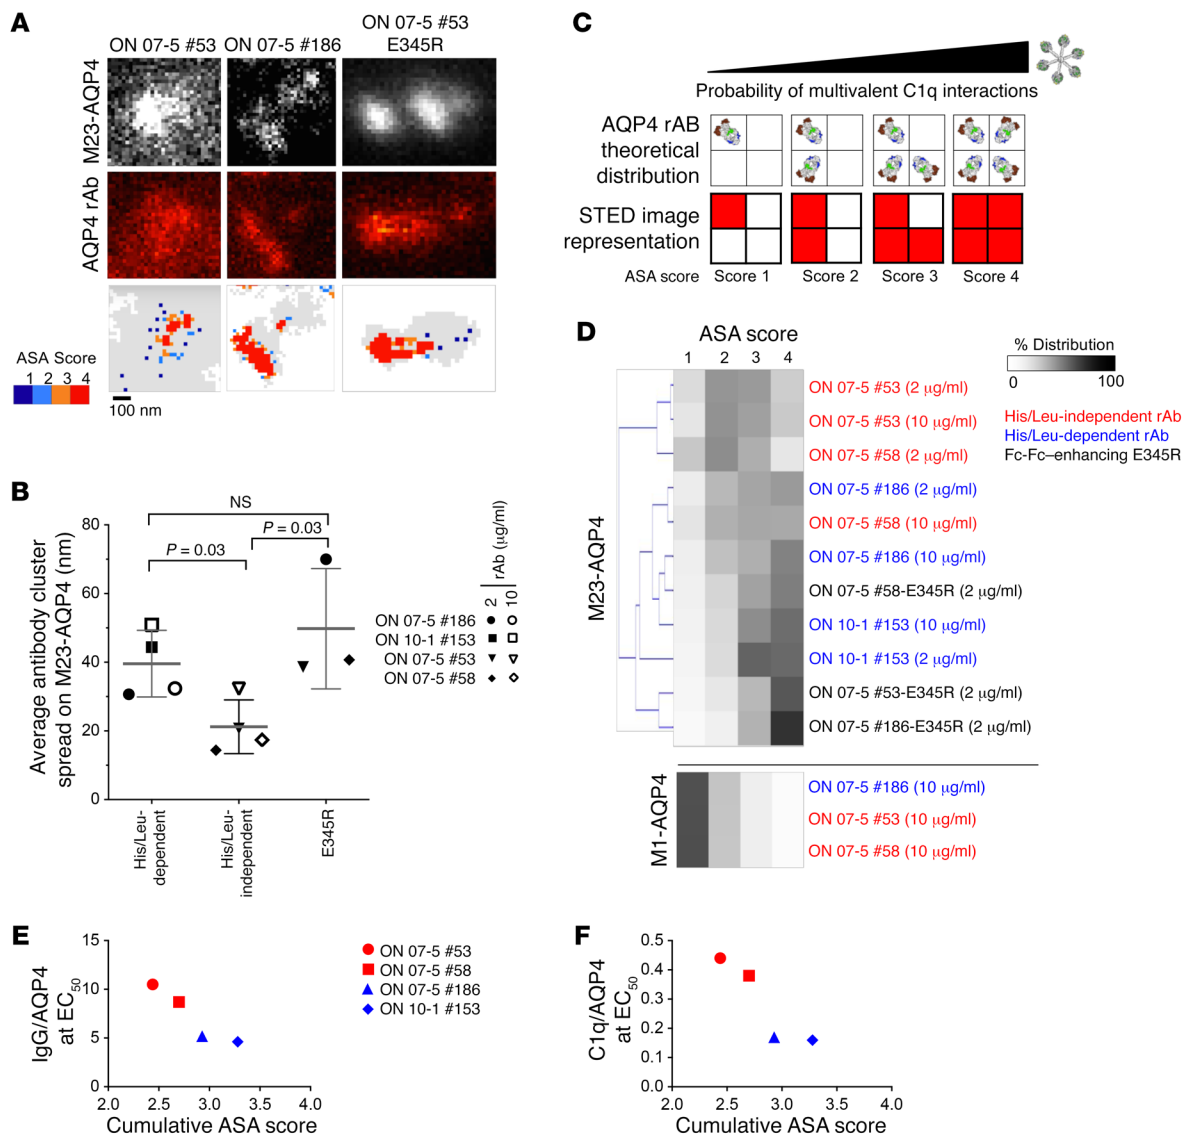 A
ON 07-5 #53
ON 07-5 #186
ON 07-5 #53
E345R
M23-AQP4
AQP4 rAb
ASA Score
1 2 3 4
100 nm
B
Average antibody cluster
spread on M23-AQP4 (nm)
80
60
40
20
0
NS
P = 0.03
P = 0.03
His/Leu-
dependent
His/Leu-
independent
E345R
rAb (μg/ml)
2
10
ON 07-5 #186
ON 10-1 #153
ON 07-5 #53
ON 07-5 #58
C
Probability of multivalent C1q interactions
AQP4 rAB
theoretical
distribution
STED image
representation
ASA score
Score 1
Score 2
Score 3
Score 4
D
ASA score
1 2 3 4
M23-AQP4
ON 07-5 #53 (2 μg/ml)
ON 07-5 #53 (10 μg/ml)
ON 07-5 #58 (2 μg/ml)
ON 07-5 #186 (2 μg/ml)
ON 07-5 #58 (10 μg/ml)
ON 07-5 #186 (10 μg/ml)
ON 07-5 #58-E345R (2 μg/ml)
ON 10-1 #153 (10 μg/ml)
ON 10-1 #153 (2 μg/ml)
ON 07-5 #53-E345R (2 μg/ml)
ON 07-5 #186-E345R (2 μg/ml)
M1-AQP4
ON 07-5 #186 (10 μg/ml)
ON 07-5 #53 (10 μg/ml)
ON 07-5 #58 (10 μg/ml)
% Distribution
0
100
His/Leu-independent rAb
His/Leu-dependent rAb
Fc-Fc–enhancing E345R
E
IgG/AQP4
at EC50
15
10
5
0
2.0 2.5 3.0 3.5 4.0
Cumulative ASA score
ON 07-5 #53
ON 07-5 #58
ON 07-5 #186
ON 10-1 #153
F
C1q/AQP4
at EC50
0.5
0.4
0.3
0.2
0.1
0.0
2.0 2.5 3.0 3.5 4.0
Cumulative ASA score